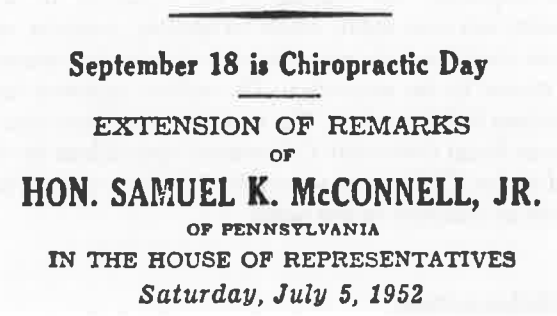 September 18 is Chiropractic Day
EXTENSION OF REMARKS
OF
HON. SAMUEL K. McCONNELL, JR.
OF PENNSYLVANIA
IN THE HOUSE OF REPRESENTATIVES
Saturday, July 5, 1952